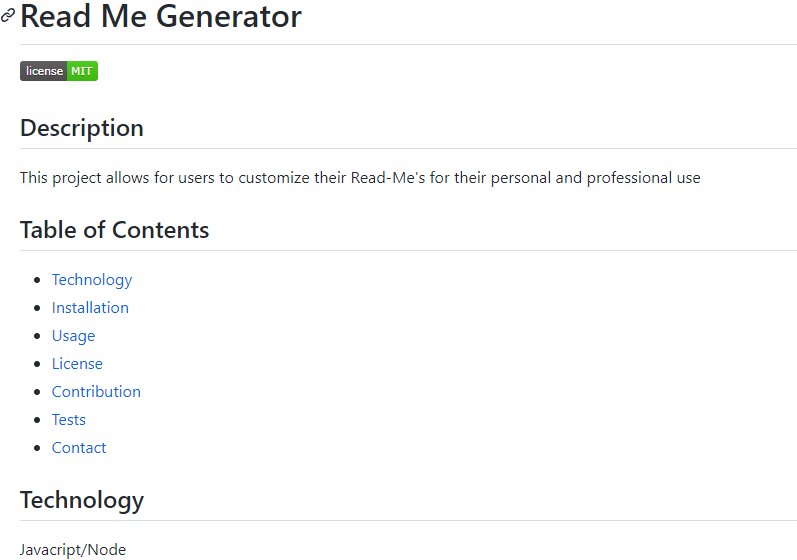 Read Me Generator
license MIT
Description
This project allows for users to customize their Read-Me's for their personal and professional use
Table of Contents
Technology
Installation
Usage
License
Contribution
Tests
Contact
Technology
Javacript/Node